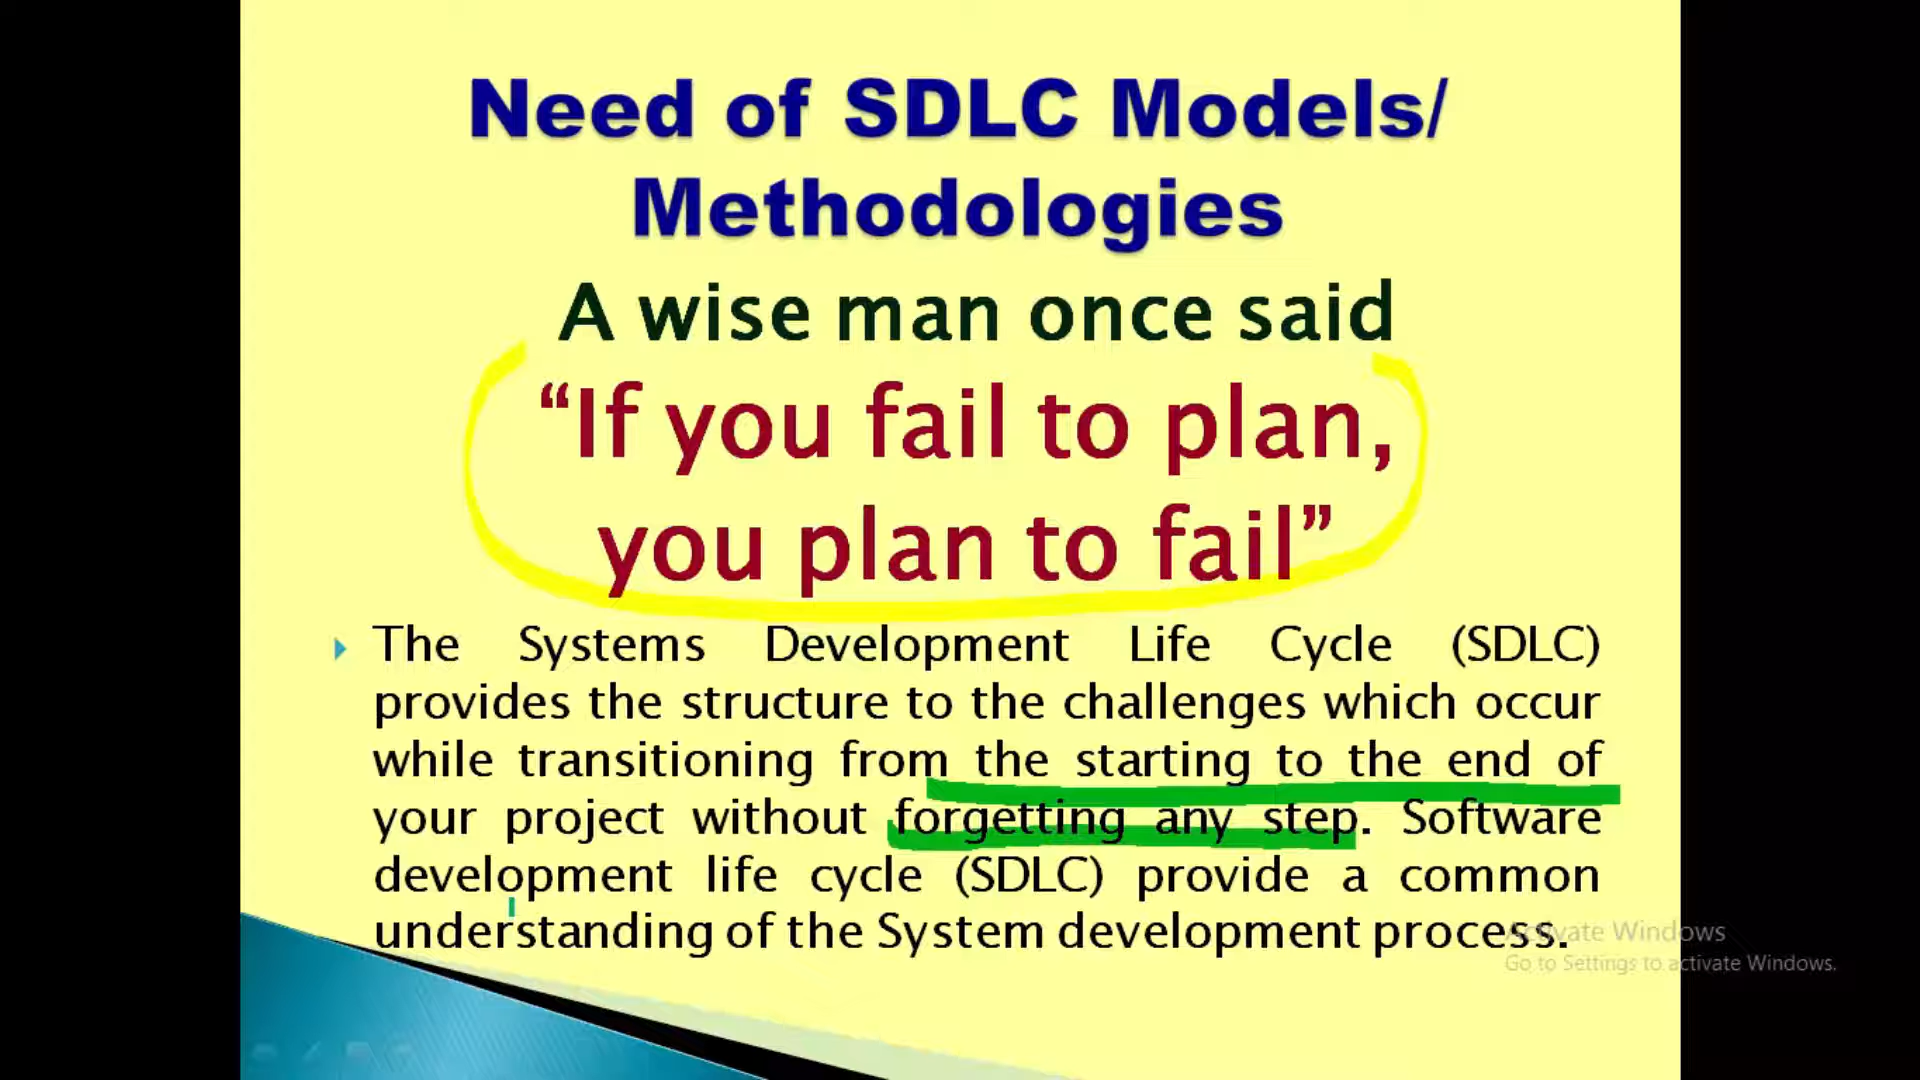 Need of SDLC Models/
Methodologies
A wise man once said
“If you fail to plan,
you plan to fail”
The Systems Development Life Cycle (SDLC)
provides the structure to the challenges which occur
while transitioning from the starting to the end of
your project without forgetting any step. Software
development life cycle (SDLC) provide a common
understanding of the System development process.
Activate Windows
Go to Settings to activate Windows.